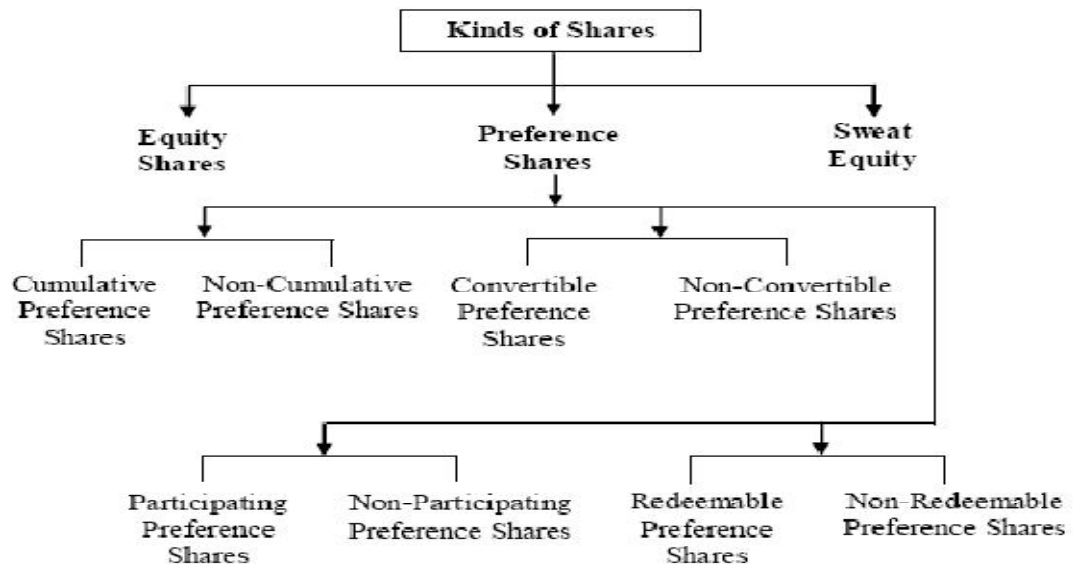 Kinds of Shares
Equity
Shares
Preference
Shares
Sweat
Equity
Cumulative
Preference
Shares
Non-Cumulative
Preference Shares
Convertible
Preference
Shares
Non-Convertible
Preference Shares
Participating
Preference
Shares
Non-Participating
Preference Shares
Redeemable
Preference
Shares
Non-Redeemable
Preference Shares